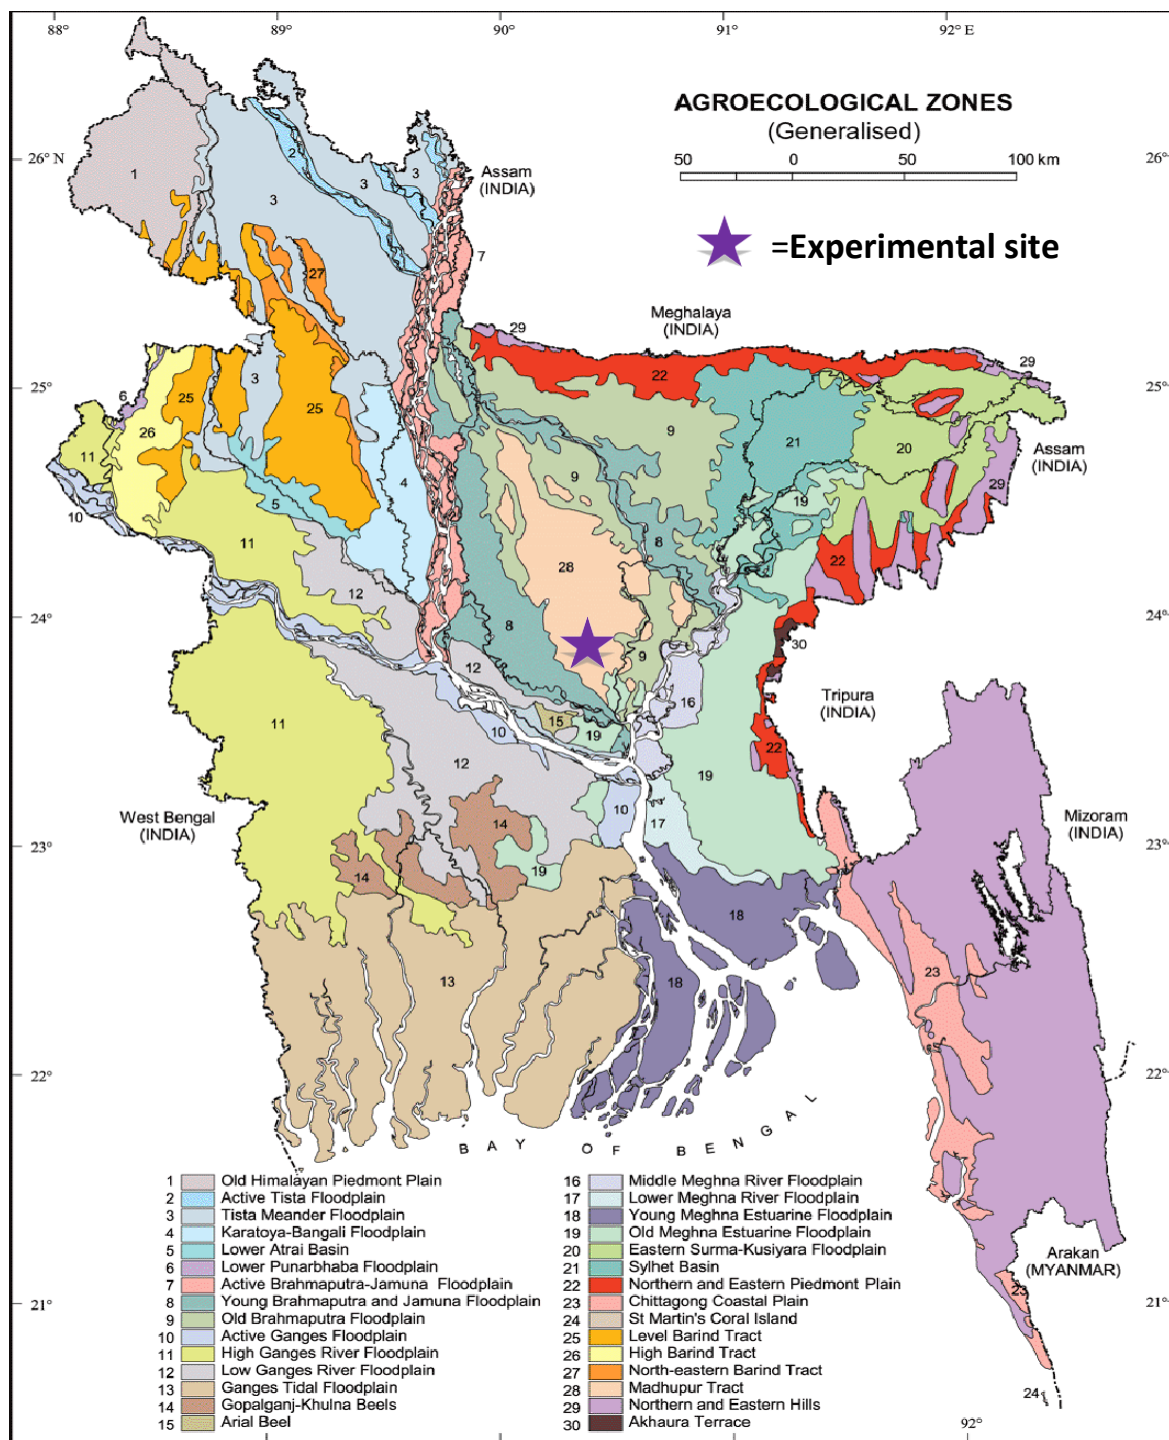 88°
89°
90°
91°
92° E
AGROECOLOGICAL ZONES
(Generalised)
50 0 50 100 km
=Experimental site
26° N
26°
Assam
(INDIA)
1
2
3
3
3
3
7
27
Meghalaya
(INDIA)
29
29
25°
25°
22
6
25
25
26
11
9
9
21
20
Assam
(INDIA)
29
10
5
4
19
11
8
28
22
12
24°
24°
8
9
30
12
16
Tripura
(INDIA)
11
10
15
19
22
12
19
10
17
West Bengal
(INDIA)
14
Mizoram
(INDIA)
23°
23°
14
19
18
13
18
23
22°
22°
BAY OF BENGAL
Arakan
(MYANMAR)
23
21°
21°
24
92°
1 Old Himalayan Piedmont Plain
2 Active Tista Floodplain
3 Tista Meander Floodplain
4 Karatoya-Bangali Floodplain
5 Lower Atrai Basin
6 Lower Punarbhaba Floodplain
7 Active Brahmaputra-Jamuna Floodplain
8 Young Brahmaputra and Jamuna Floodplain
9 Old Brahmaputra Floodplain
10 Active Ganges Floodplain
11 High Ganges River Floodplain
12 Low Ganges River Floodplain
13 Ganges Tidal Floodplain
14 Gopalganj-Khulna Beels
15 Arial Beel
16 Middle Meghna River Floodplain
17 Lower Meghna River Floodplain
18 Young Meghna Estuarine Floodplain
19 Old Meghna Estuarine Floodplain
20 Eastern Surma-Kusiyara Floodplain
21 Sylhet Basin
22 Northern and Eastern Piedmont Plain
23 Chittagong Coastal Plain
24 St Martin's Coral Island
25 Level Barind Tract
26 High Barind Tract
27 North-eastern Barind Tract
28 Madhupur Tract
29 Northern and Eastern Hills
30 Akhaura Terrace